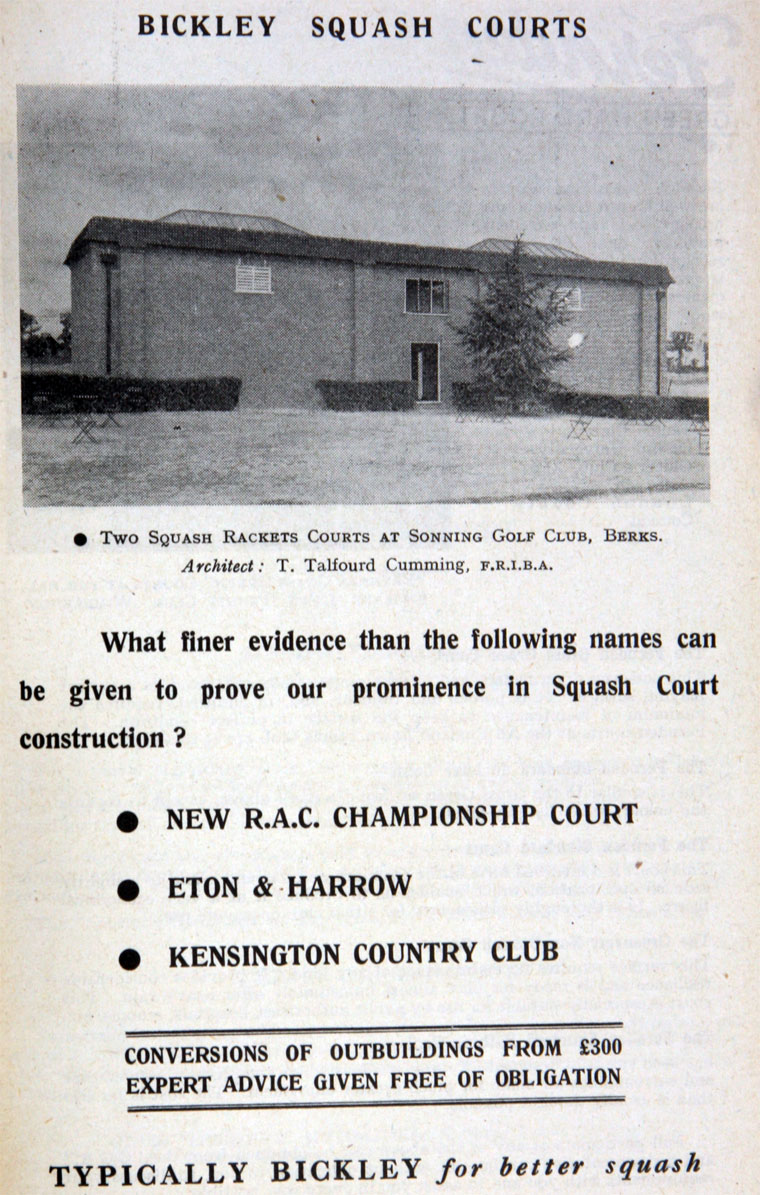 BICKLEY SQUASH COURTS
● TWO SQUASH RACKETS COURTS AT SONNING GOLF CLUB, BERKS.
Architect: T. Talfourd Cumming, F.R.I.B.A.
What finer evidence than the following names can
be given to prove our prominence in Squash Court
construction ?
● NEW R.A.C. CHAMPIONSHIP COURT
● ETON & HARROW
● KENSINGTON COUNTRY CLUB
CONVERSIONS OF OUTBUILDINGS FROM £300
EXPERT ADVICE GIVEN FREE OF OBLIGATION
TYPICALLY BICKLEY for better squash